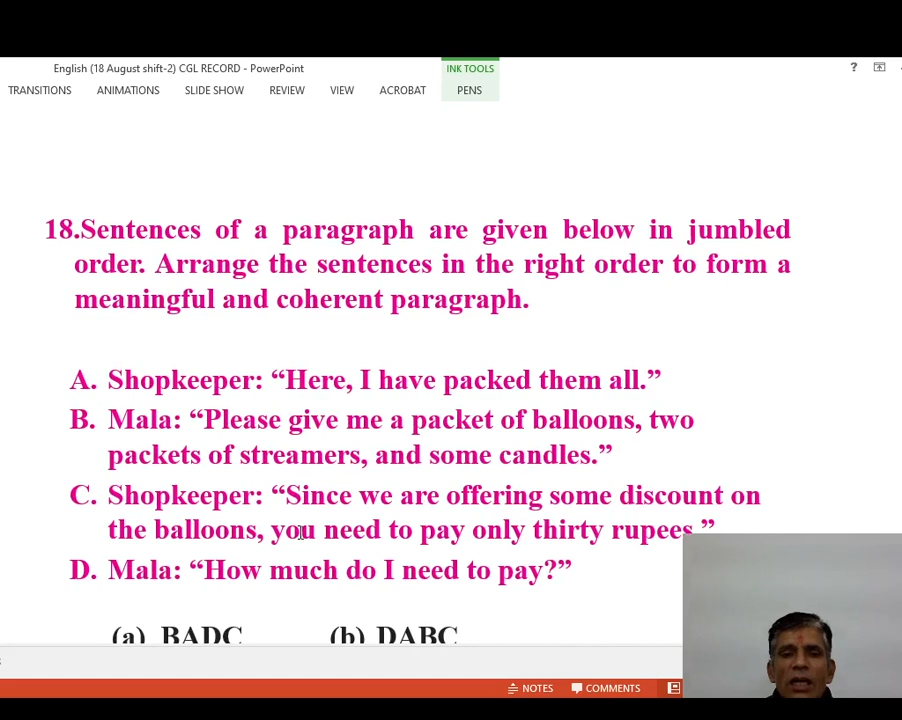 English (18 August shift-2) CGL RECORD - PowerPoint
INK TOOLS
?
TRANSITIONS ANIMATIONS SLIDE SHOW REVIEW VIEW ACROBAT PENS
18.Sentences of a paragraph are given below in jumbled
order. Arrange the sentences in the right order to form a
meaningful and coherent paragraph.
A. Shopkeeper: “Here, I have packed them all.”
B. Mala: “Please give me a packet of balloons, two
packets of streamers, and some candles.”
C. Shopkeeper: “Since we are offering some discount on
the balloons, you need to pay only thirty rupees.”
D. Mala: “How much do I need to pay?”
(a) BADC (b) DABC
NOTES COMMENTS